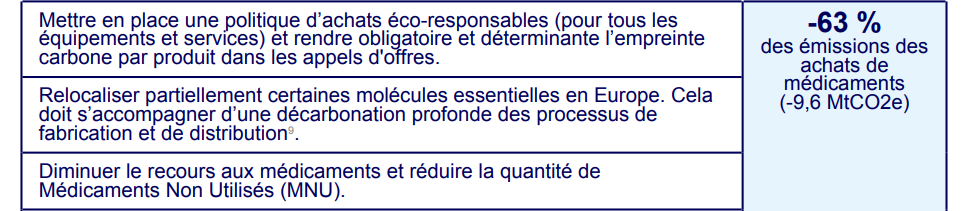 Mettre en place une politique d’achats éco-responsables (pour tous les
équipements et services) et rendre obligatoire et déterminante l’empreinte
carbone par produit dans les appels d'offres.
Relocaliser partiellement certaines molécules essentielles en Europe. Cela
doit s’accompagner d’une décarbonation profonde des processus de
fabrication et de distribution⁹.
Diminuer le recours aux médicaments et réduire la quantité de
Médicaments Non Utilisés (MNU).
-63 %
des émissions des
achats de
médicaments
(-9,6 MtCO2e)